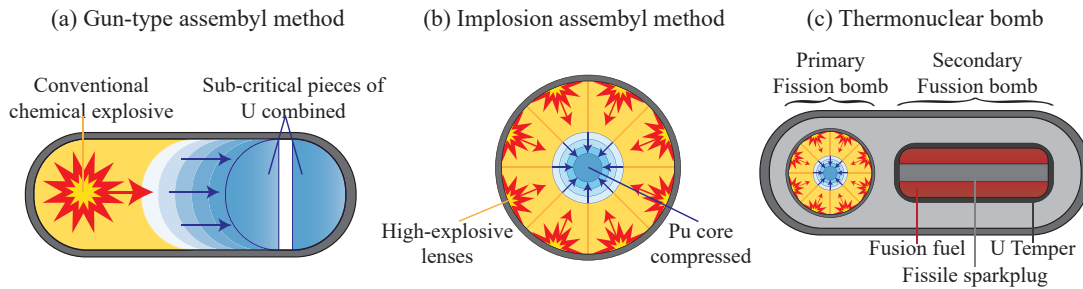 (a) Gun-type assembyl method
Conventional
chemical explosive
Sub-critical pieces of
U combined
(b) Implosion assembyl method
High-explosive
lenses
Pu core
compressed
(c) Thermonuclear bomb
Primary
Fission bomb
Secondary
Fussion bomb
Fusion fuel
U Temper
Fissile sparkplug